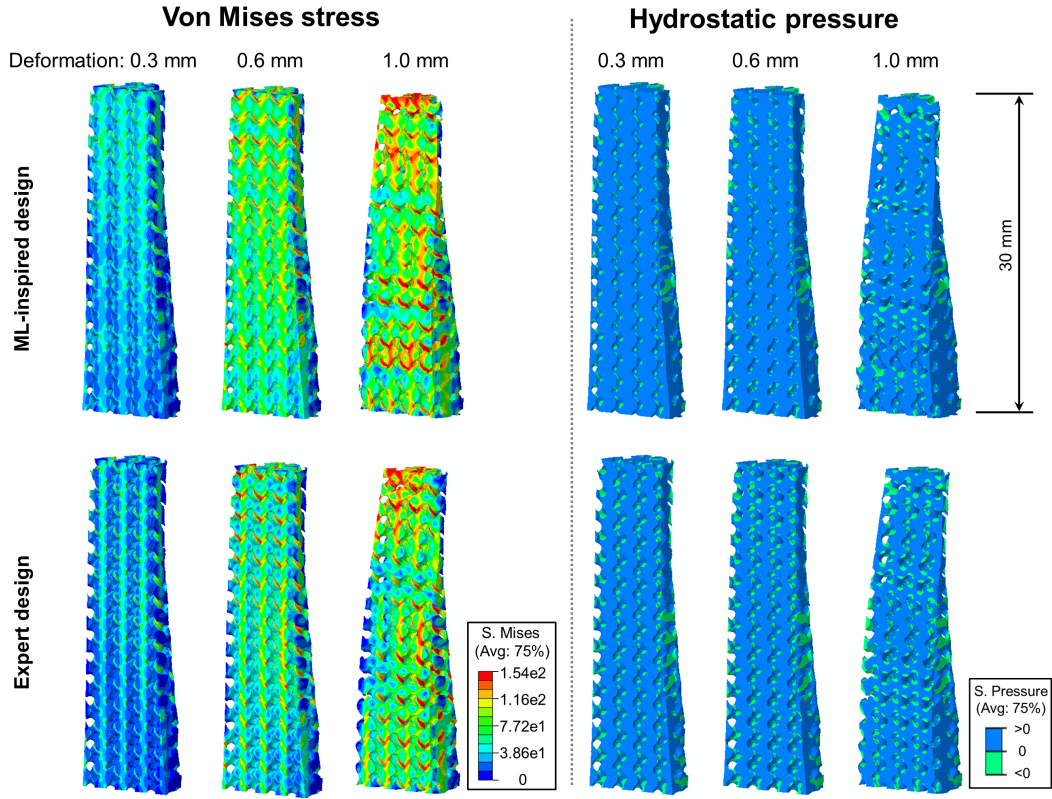 Von Mises stress
Hydrostatic pressure
Deformation: 0.3 mm
0.6 mm
1.0 mm
0.3 mm
0.6 mm
1.0 mm
ML-inspired design
30 mm
Expert design
S. Mises
(Avg: 75%)
1.54e2
1.16e2
7.72e1
3.86e1
0
S. Pressure
(Avg: 75%)
>0
0
<0